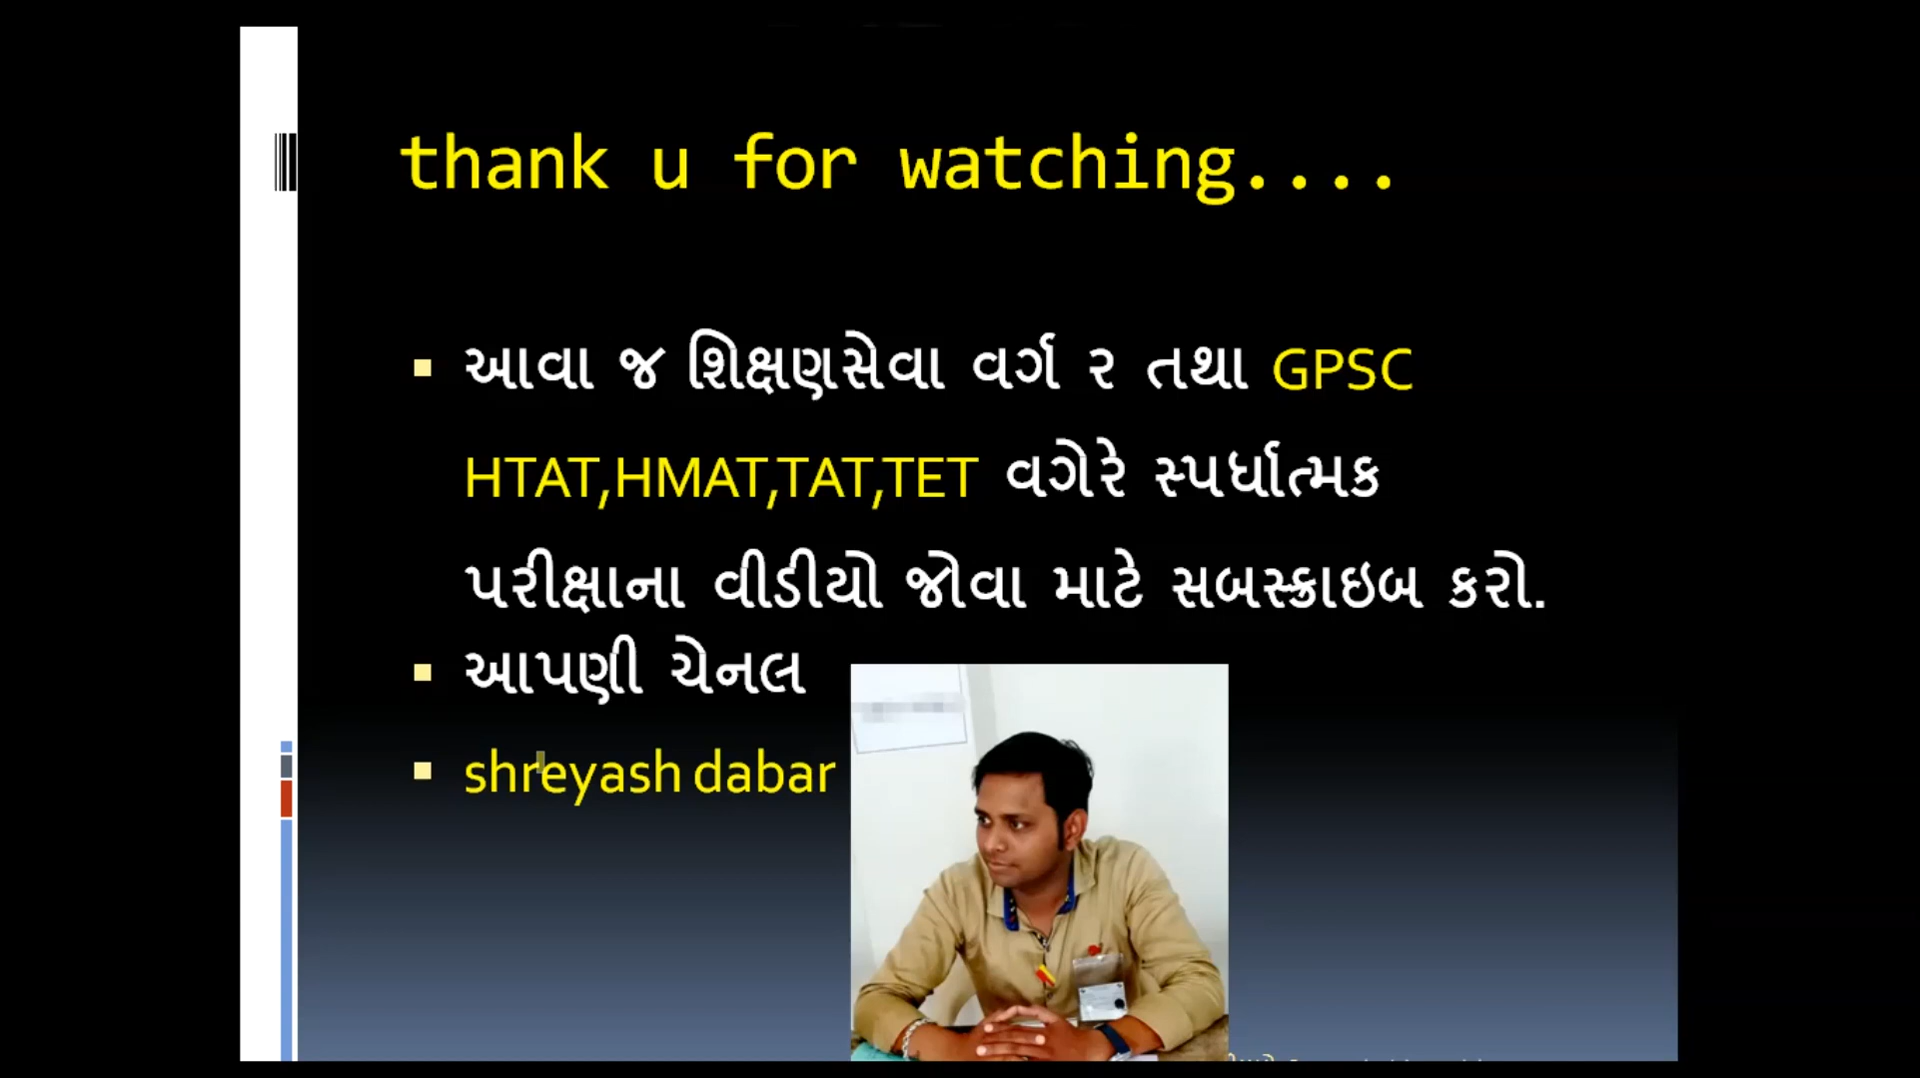 thank u for watching....
આવા જ શિક્ષણસેવા વર્ગ ૨ તથા GPSC
HTAT,HMAT,TAT,TET વગેરે સ્પર્ધાત્મક
પરીક્ષાના વીડીયો જોવા માટે સબસ્ક્રાઇબ કરો.
આપણી ચેનલ
shreyash dabar